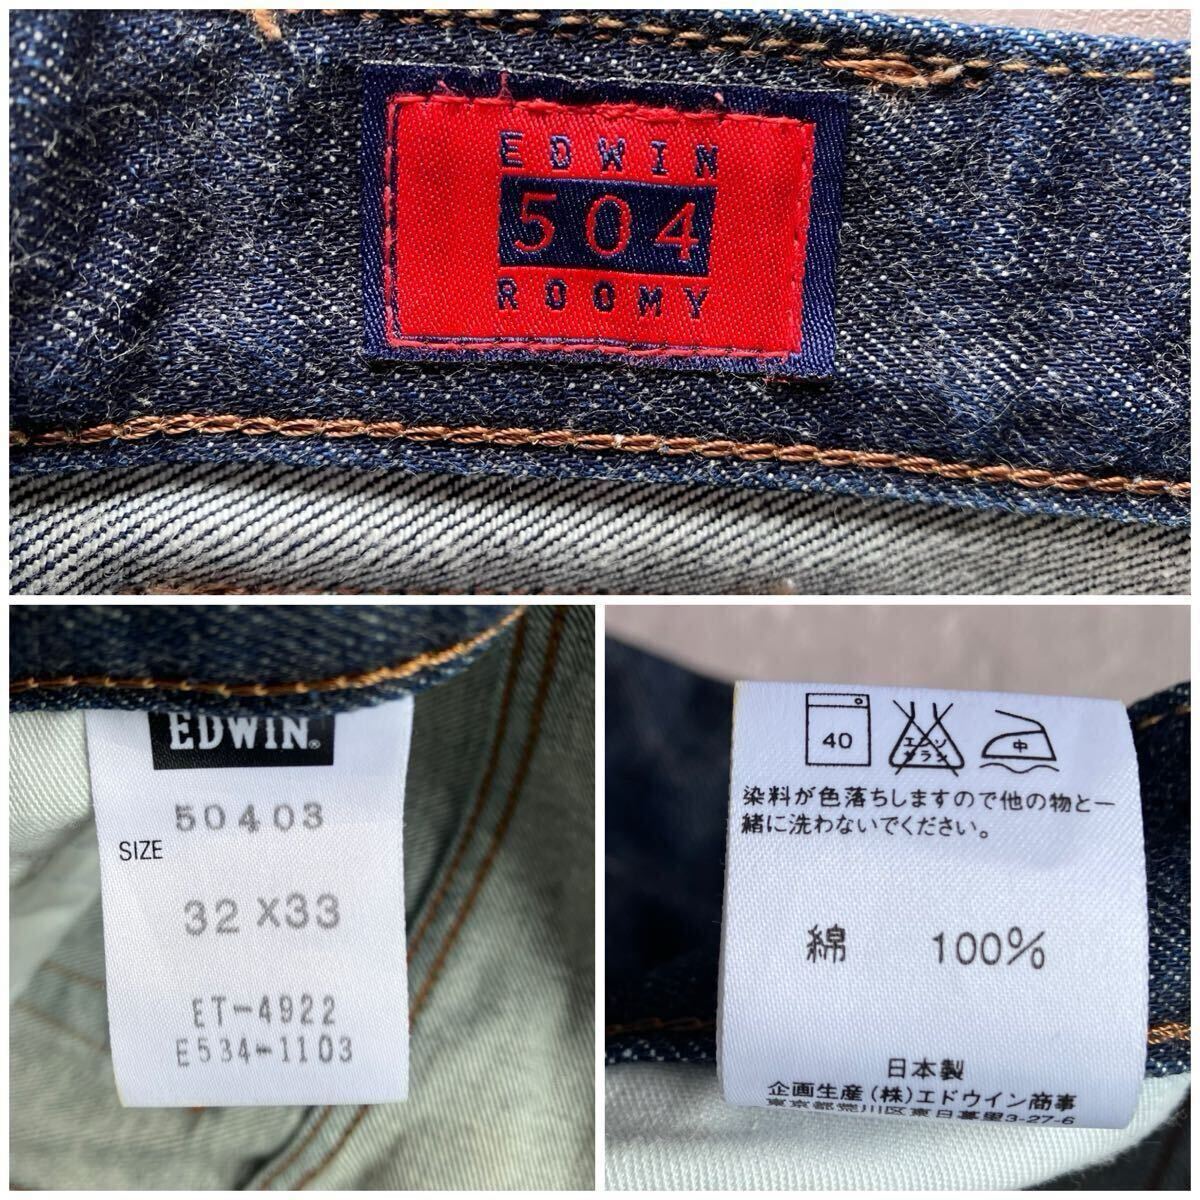 EDWIN
504
ROOMY
EDWIN®
50403
SIZE
32×33
ET-4922
E534-1103
40
エンソ
サラシ
中
染料が色落ちしますので他の物と一
緒に洗わないでください。
綿 100%
日本製
企画生産(株)エドウイン商事
東京都荒川区東日暮里3-27-6